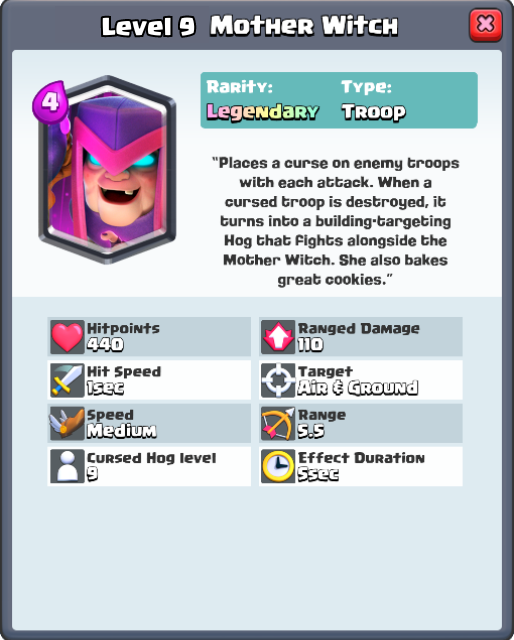 Level 9 Mother Witch
4
Rarity: Type:
Legendary Troop
"Places a curse on enemy troops
with each attack. When a
cursed troop is destroyed, it
turns into a building-targeting
Hog that fights alongside the
Mother Witch. She also bakes
great cookies."
Hitpoints Ranged Damage
440 110
Hit Speed Target
1sec Air & Ground
Speed Range
Medium 5.5
Cursed Hog level Effect Duration
9 5sec